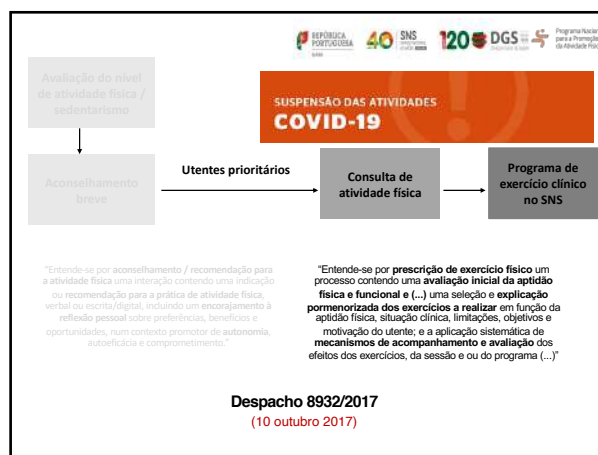 REPÚBLICA
PORTUGUESA
40 SNS
120 DGS
Programa Nacional
para a Promoção
da Atividade Física
Avaliação do nível
de atividade física /
sedentarismo
SUSPENSÃO DAS ATIVIDADES
COVID-19
Aconselhamento
breve
Utentes prioritários
Consulta de
atividade física
Programa de
exercício clínico
no SNS
"Entende-se por aconselhamento / recomendação para
a atividade física uma interação contendo uma indicação
ou recomendação para a prática de atividade física,
verbal ou escrita/digital, incluindo um encorajamento à
reflexão pessoal sobre preferências, benefícios e
oportunidades, num contexto promotor de autonomia,
autoeficácia e comprometimento."
"Entende-se por prescrição de exercício físico um
processo contendo uma avaliação inicial da aptidão
física e funcional e (...) uma seleção e explicação
pormenorizada dos exercícios a realizar em função da
aptidão física, situação clínica, limitações, objetivos e
motivação do utente; e a aplicação sistemática de
mecanismos de acompanhamento e avaliação dos
efeitos dos exercícios, da sessão e ou do programa (...)"
Despacho 8932/2017
(10 outubro 2017)